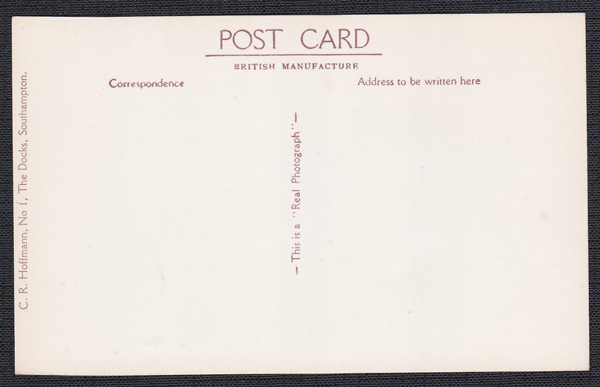 POST CARD
BRITISH MANUFACTURE
Correspondence
Address to be written here
— This is a "Real Photograph" —
C. R. Hoffmann, No 1, The Docks, Southampton.